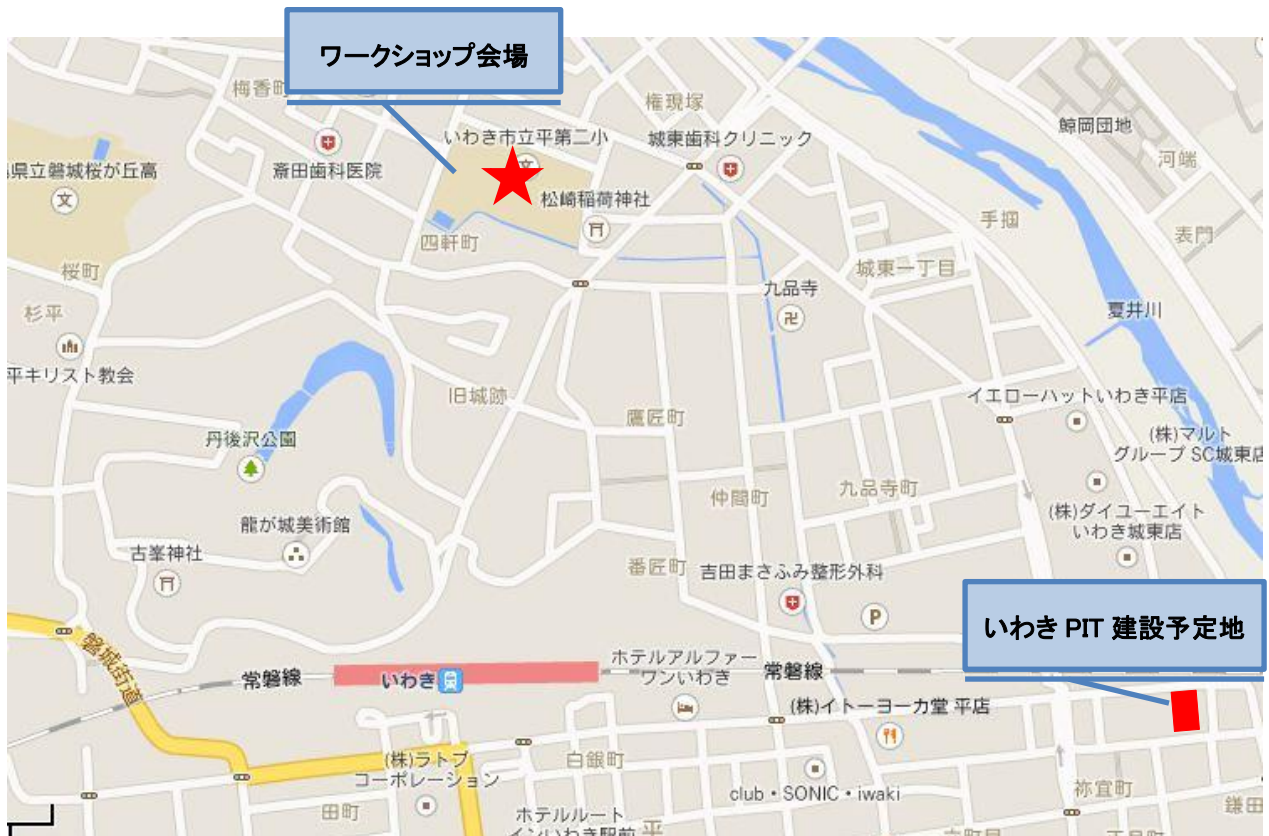 ワークショップ会場
梅香町
権現塚
いわき市立平第二小
城東歯科クリニック
鯨岡団地
河端
県立磐城桜が丘高
斎田歯科医院
文
文
松崎稲荷神社
手掴
表門
四軒町
桜町
城東一丁目
杉平
九品寺
夏井川
平キリスト教会
旧城跡
鷹匠町
イエローハットいわき平店
丹後沢公園
(株)マルト
グループ SC城東店
仲間町
九品寺町
龍が城美術館
(株)ダイユーエイト
いわき城東店
古峯神社
番匠町
吉田まさふみ整形外科
P
いわき PIT 建設予定地
磐城街道
常磐線
いわき
ホテルアルファー
ワンいわき
常磐線
(株)イトーヨーカ堂 平店
(株)ラトブ
コーポレーション
白銀町
club・SONIC・iwaki
祢宜町
田町
鎌田
ホテルルート
インいわき駅前
平